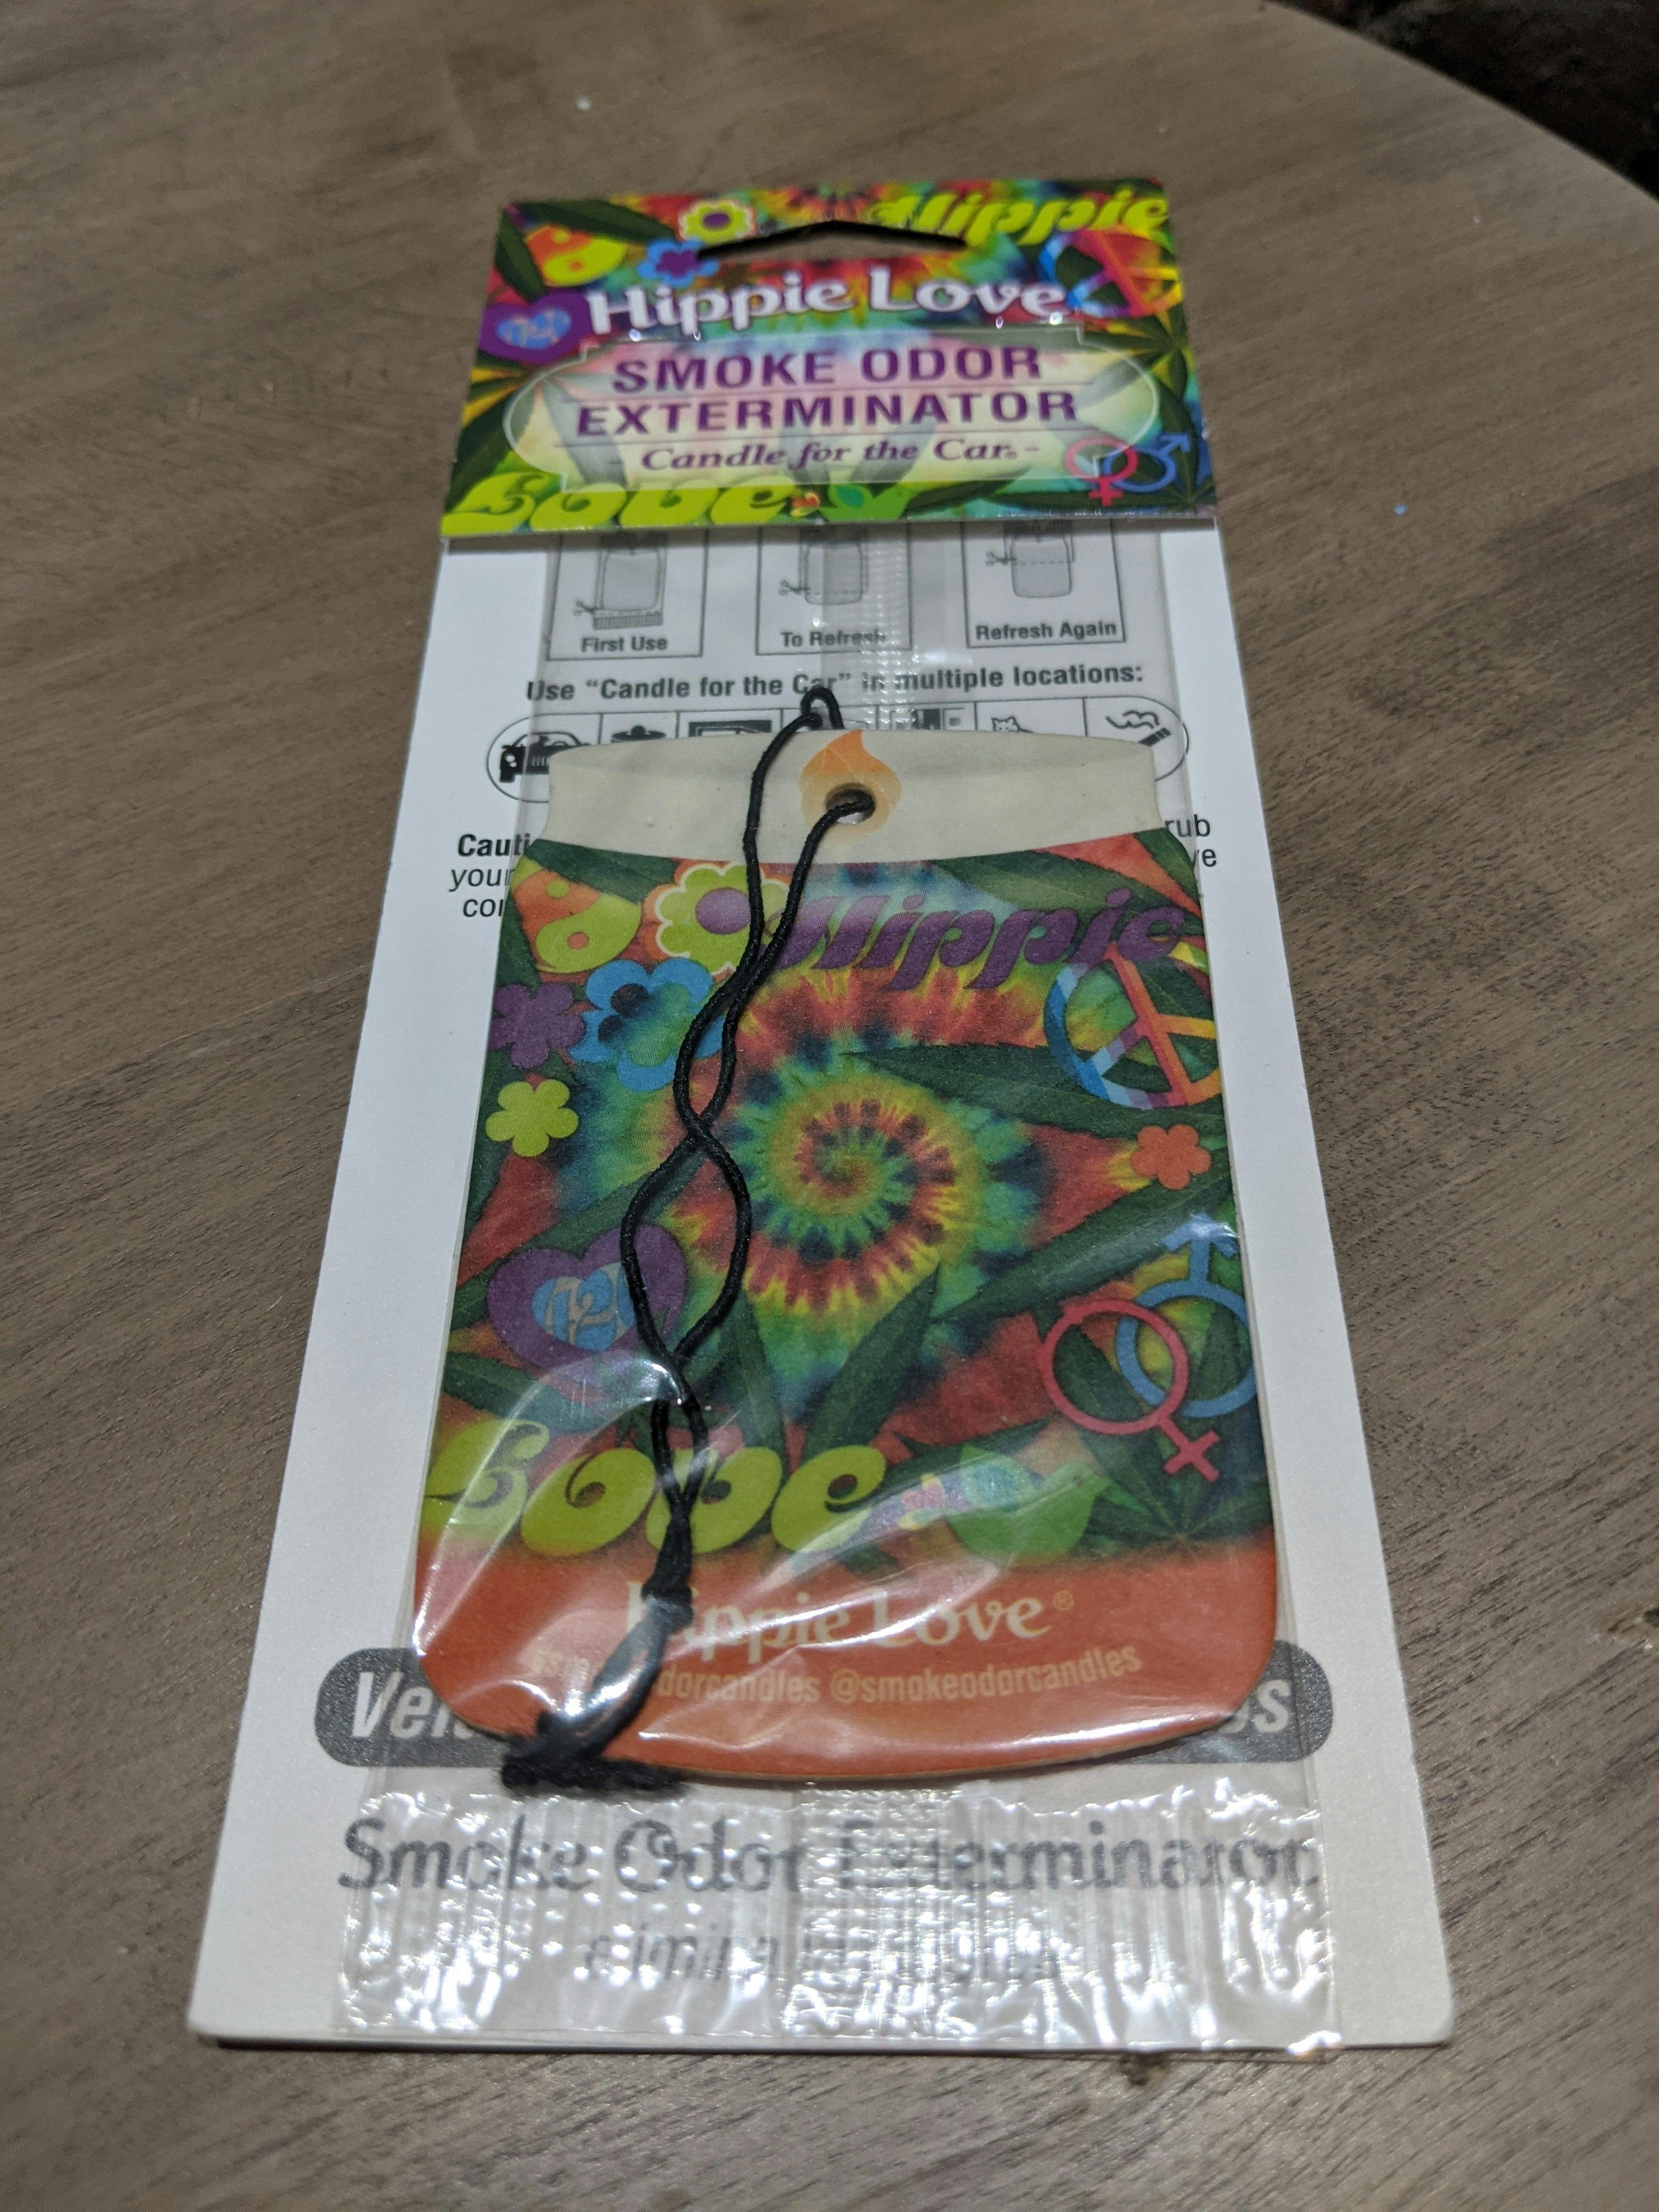 Hippie
Hippie Love
SMOKE ODOR
EXTERMINATOR
- Candle for the Car® -
Love
First Use
To Refresh
Refresh Again
Use “Candle for the Car” in multiple locations:
your
Hippie
Love
Hippie Love®
@smokeodorcandles
Smoke Odor Exterminator